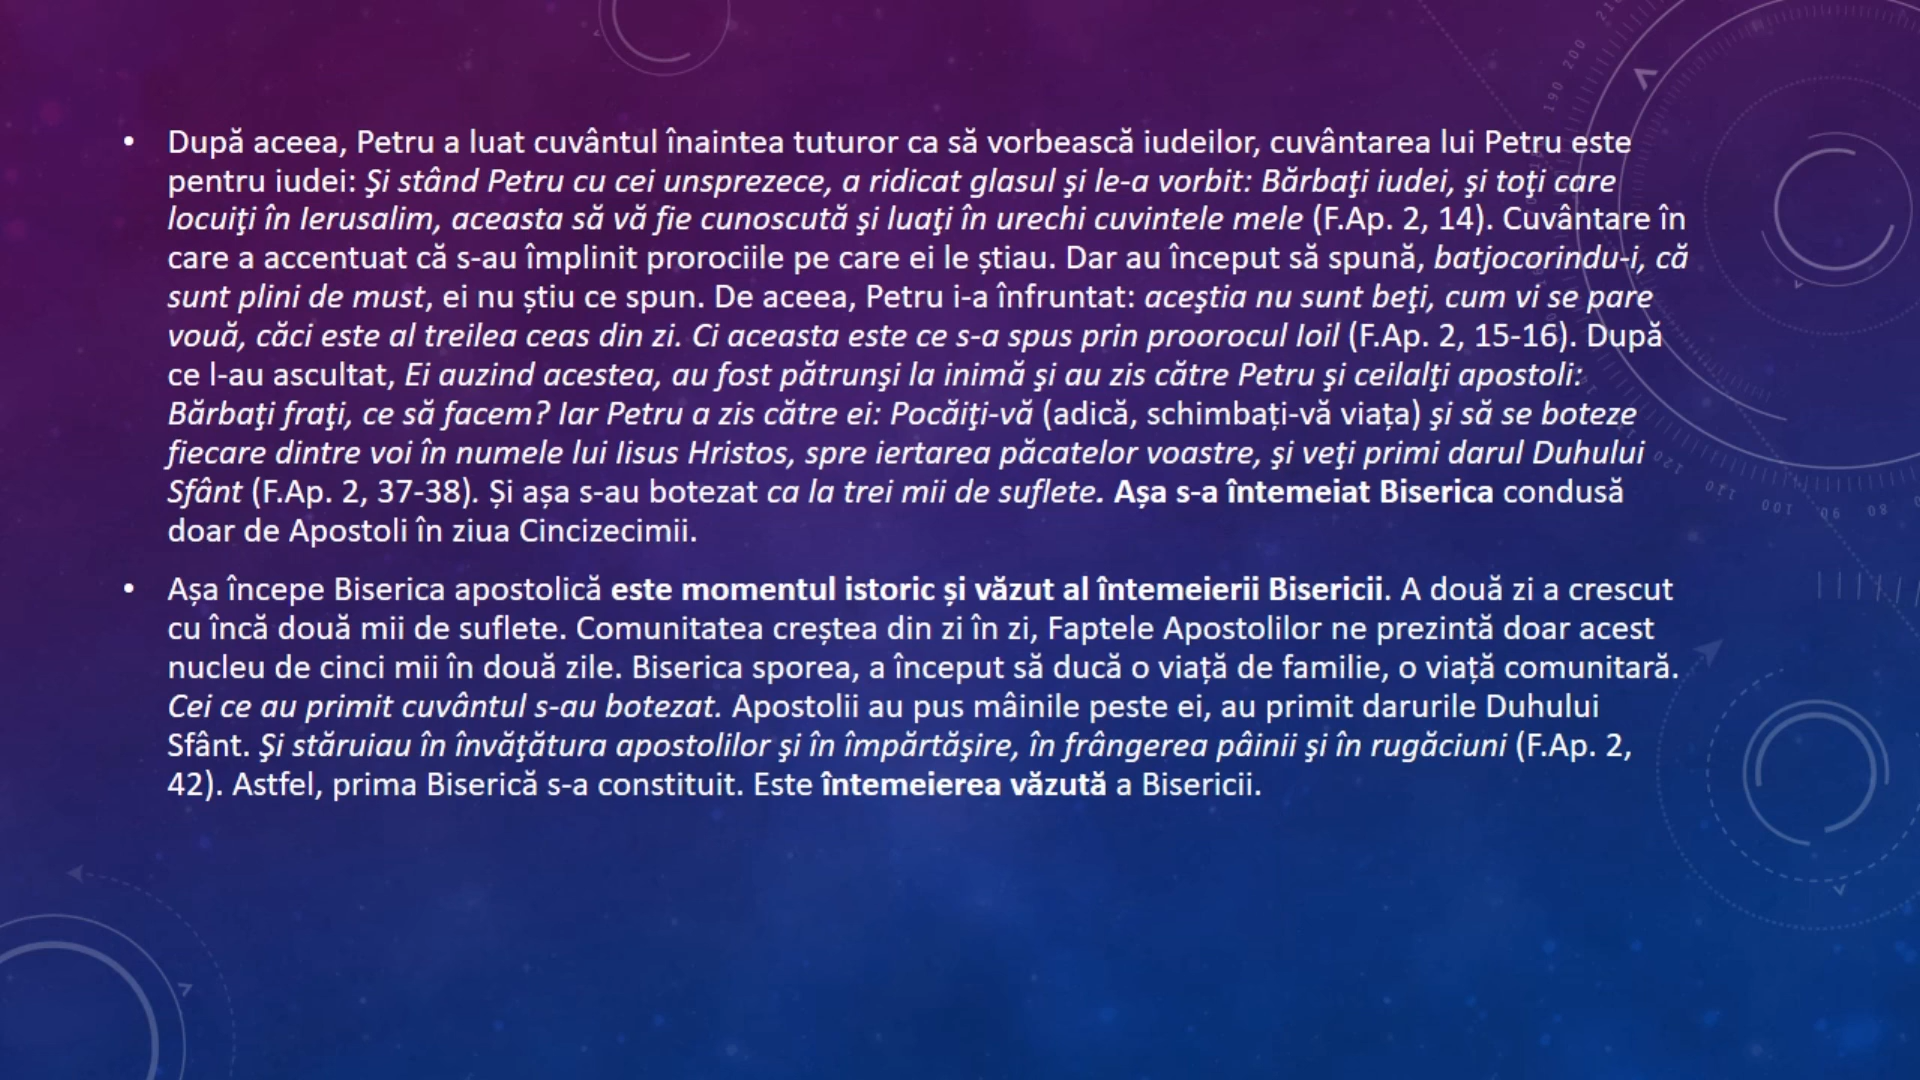 • După aceea, Petru a luat cuvântul înaintea tuturor ca să vorbească iudeilor, cuvântarea lui Petru este
pentru iudei: Şi stând Petru cu cei unsprezece, a ridicat glasul şi le-a vorbit: Bărbaţi iudei, şi toţi care
locuiţi în Ierusalim, aceasta să vă fie cunoscută şi luaţi în urechi cuvintele mele (F.Ap. 2, 14). Cuvântare în
care a accentuat că s-au împlinit prorociile pe care ei le știau. Dar au început să spună, batjocorindu-i, că
sunt plini de must, ei nu știu ce spun. De aceea, Petru i-a înfruntat: aceştia nu sunt beţi, cum vi se pare
vouă, căci este al treilea ceas din zi. Ci aceasta este ce s-a spus prin proorocul Ioil (F.Ap. 2, 15-16). După
ce l-au ascultat, Ei auzind acestea, au fost pătrunşi la inimă şi au zis către Petru şi ceilalţi apostoli:
Bărbaţi fraţi, ce să facem? Iar Petru a zis către ei: Pocăiţi-vă (adică, schimbați-vă viața) şi să se boteze
fiecare dintre voi în numele lui Iisus Hristos, spre iertarea păcatelor voastre, şi veţi primi darul Duhului
Sfânt (F.Ap. 2, 37-38). Și așa s-au botezat ca la trei mii de suflete. Așa s-a întemeiat Biserica condusă
doar de Apostoli în ziua Cincizecimii.
• Așa începe Biserica apostolică este momentul istoric și văzut al întemeierii Bisericii. A două zi a crescut
cu încă două mii de suflete. Comunitatea creștea din zi în zi, Faptele Apostolilor ne prezintă doar acest
nucleu de cinci mii în două zile. Biserica sporea, a început să ducă o viață de familie, o viață comunitară.
Cei ce au primit cuvântul s-au botezat. Apostolii au pus mâinile peste ei, au primit darurile Duhului
Sfânt. Şi stăruiau în învăţătura apostolilor şi în împărtăşire, în frângerea pâinii şi în rugăciuni (F.Ap. 2,
42). Astfel, prima Biserică s-a constituit. Este întemeierea văzută a Bisericii.
200
190
120
110
100
90
80